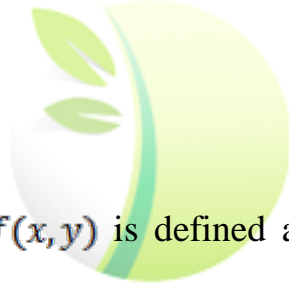 f(x,y) is defined a